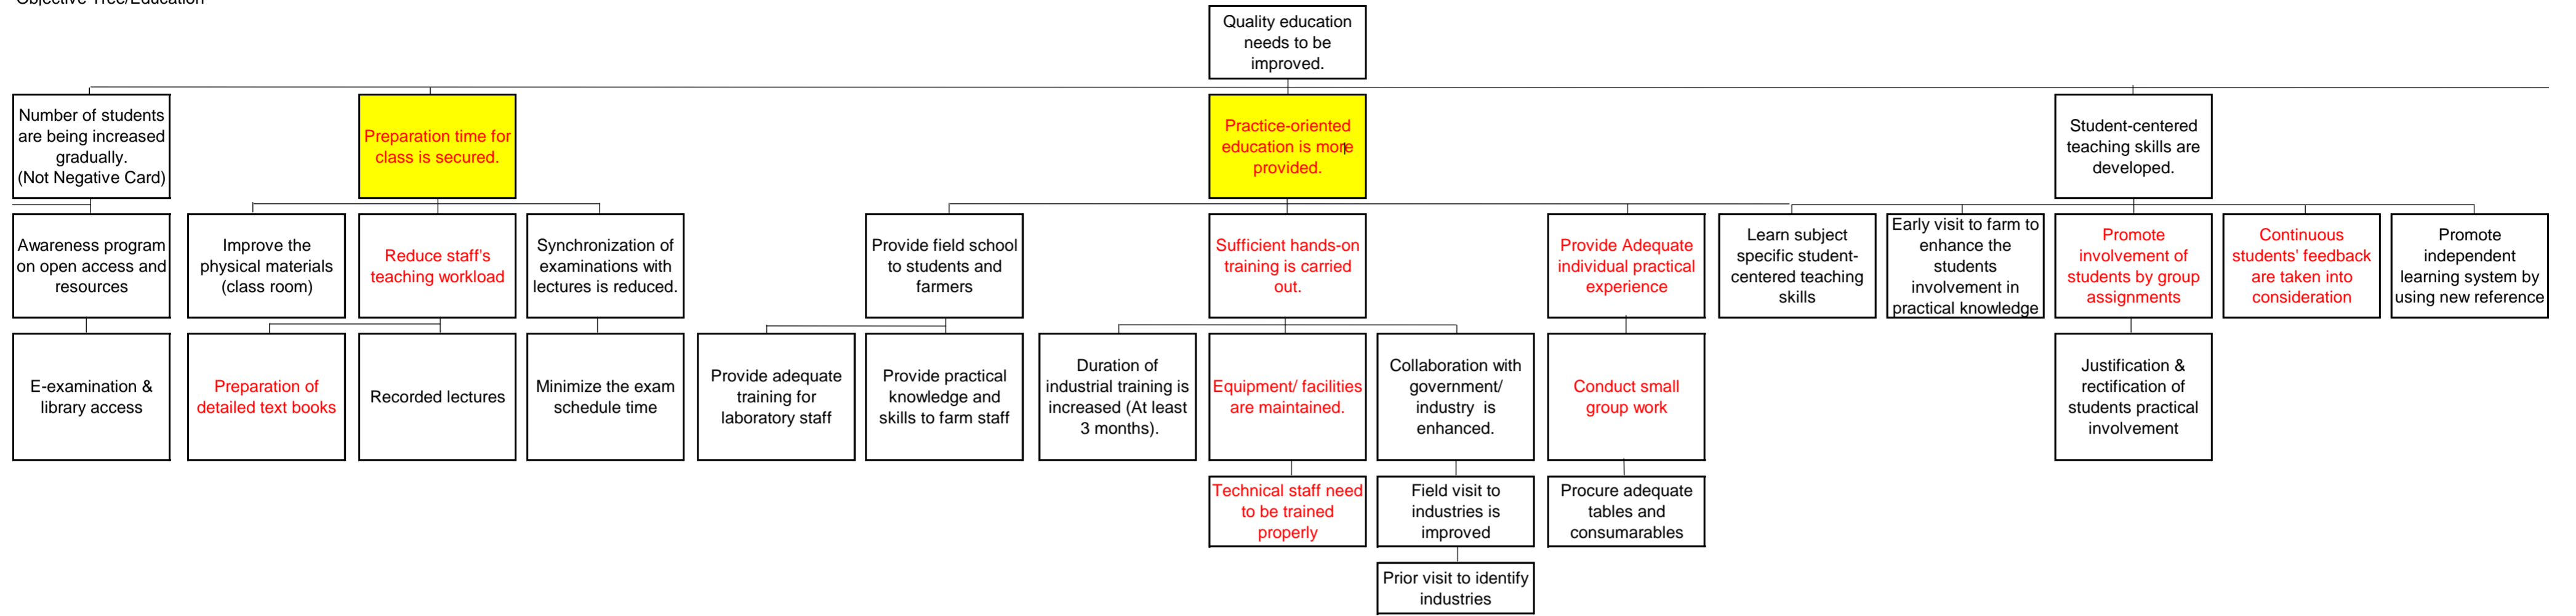 Objective Tree/Education
Quality education
needs to be
improved.
Number of students
are being increased
gradually.
(Not Negative Card)
Preparation time for
class is secured.
Practice-oriented
education is more
provided.
Student-centered
teaching skills are
developed.
Awareness program
on open access and
resources
Improve the
physical materials
(class room)
Reduce staff's
teaching workload
Synchronization of
examinations with
lectures is reduced.
Provide field school
to students and
farmers
Sufficient hands-on
training is carried
out.
Provide Adequate
individual practical
experience
Learn subject
specific student-
centered teaching
skills
Early visit to farm to
enhance the
students
involvement in
practical knowledge
Promote
involvement of
students by group
assignments
Continuous
students' feedback
are taken into
consideration
Promote
independent
learning system by
using new reference
E-examination &
library access
Preparation of
detailed text books
Recorded lectures
Minimize the exam
schedule time
Provide adequate
training for
laboratory staff
Provide practical
knowledge and
skills to farm staff
Duration of
industrial training is
increased (At least
3 months).
Equipment/ facilities
are maintained.
Collaboration with
government/
industry is
enhanced.
Conduct small
group work
Justification &
rectification of
students practical
involvement
Technical staff need
to be trained
properly
Field visit to
industries is
improved
Procure adequate
tables and
consumarables
Prior visit to identify
industries